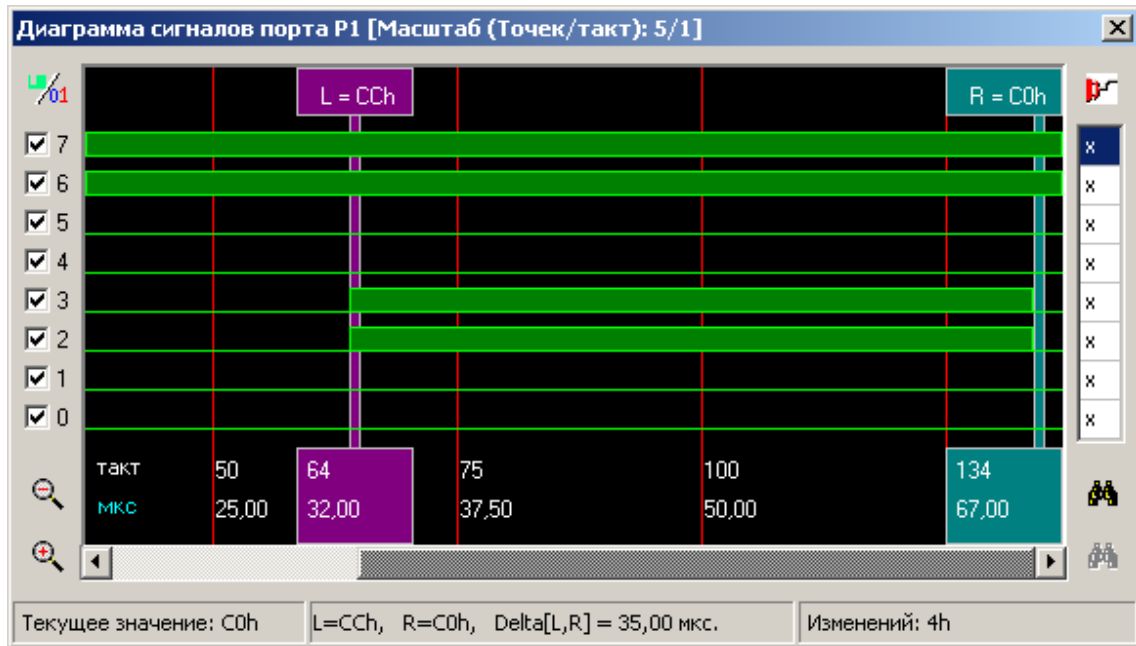 Диаграмма сигналов порта P1 [Масштаб (Точек/такт): 5/1]
01
L = CCh
R = C0h
7
x
6
x
5
x
4
x
3
x
2
x
1
x
0
x
такт 50 64 75 100 134
мкс 25,00 32,00 37,50 50,00 67,00
Текущее значение: C0h
L=CCh, R=C0h, Delta[L,R] = 35,00 мкс.
Изменений: 4h